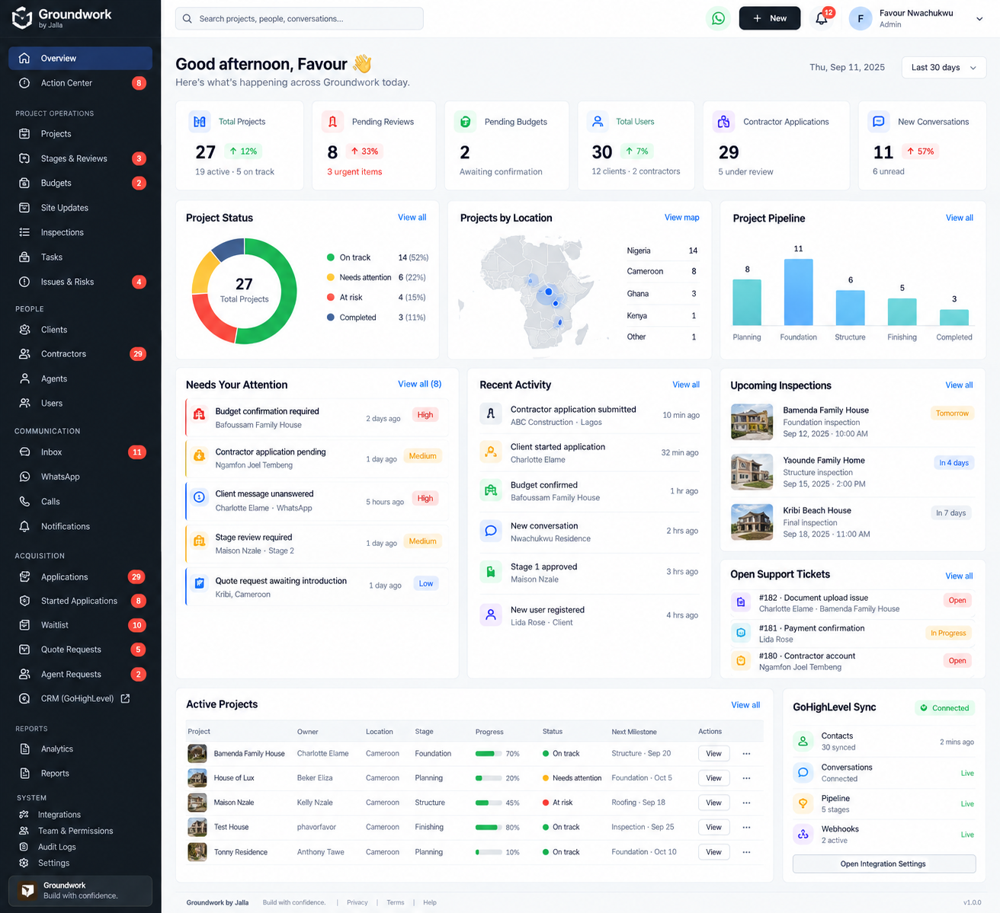 Groundwork
by Jalla
Overview
Action Center 8
PROJECT OPERATIONS
Projects
Stages & Reviews 3
Budgets 2
Site Updates
Inspections
Tasks
Issues & Risks 4
PEOPLE
Clients
Contractors 29
Agents
Users
COMMUNICATION
Inbox 11
WhatsApp
Calls
Notifications
ACQUISITION
Applications 29
Started Applications 8
Waitlist 10
Quote Requests 5
Agent Requests 2
CRM (GoHighLevel)
REPORTS
Analytics
Reports
SYSTEM
Integrations
Team & Permissions
Audit Logs
Settings
Groundwork
Build with confidence.
Search projects, people, conversations...
+ New
12
F
Favour Nwachukwu
Admin
Good afternoon, Favour 👋
Here's what's happening across Groundwork today.
Thu, Sep 11, 2025
Last 30 days
Total Projects
27 ↑ 12%
19 active · 5 on track
Pending Reviews
8 ↑ 33%
3 urgent items
Pending Budgets
2
Awaiting confirmation
Total Users
30 ↑ 7%
12 clients · 2 contractors
Contractor Applications
29
5 under review
New Conversations
11 ↑ 57%
6 unread
Project Status View all
27
Total Projects
On track 14 (52%)
Needs attention 6 (22%)
At risk 4 (15%)
Completed 3 (11%)
Projects by Location View map
Nigeria 14
Cameroon 8
Ghana 3
Kenya 1
Other 1
Project Pipeline View all
8 11 6 5 3
Planning Foundation Structure Finishing Completed
Needs Your Attention View all (8)
Budget confirmation required
Bafoussam Family House
2 days ago High
Contractor application pending
Ngamfon Joel Tembeng
1 day ago Medium
Client message unanswered
Charlotte Elame · WhatsApp
5 hours ago High
Stage review required
Maison Nzale · Stage 2
1 day ago Medium
Quote request awaiting introduction
Kribi, Cameroon
1 day ago Low
Recent Activity View all
Contractor application submitted
ABC Construction · Lagos
10 min ago
Client started application
Charlotte Elame
32 min ago
Budget confirmed
Bafoussam Family House
1 hr ago
New conversation
Nwachukwu Residence
2 hrs ago
Stage 1 approved
Maison Nzale
3 hrs ago
New user registered
Lida Rose · Client
4 hrs ago
Upcoming Inspections View all
Bamenda Family House
Foundation inspection
Sep 12, 2025 · 10:00 AM
Tomorrow
Yaounde Family Home
Structure inspection
Sep 15, 2025 · 2:00 PM
In 4 days
Kribi Beach House
Final inspection
Sep 18, 2025 · 11:00 AM
In 7 days
Open Support Tickets View all
#182 · Document upload issue
Charlotte Elame · Bamenda Family House
Open
#181 · Payment confirmation
Lida Rose
In Progress
#180 · Contractor account
Ngamfon Joel Tembeng
Open
Active Projects View all
Project Owner Location Stage Progress Status Next Milestone Actions
Bamenda Family House Charlotte Elame Cameroon Foundation 70% On track Structure · Sep 20 View ...
House of Lux Beker Eliza Cameroon Planning 20% Needs attention Foundation · Oct 5 View ...
Maison Nzale Kelly Nzale Cameroon Structure 45% At risk Roofing · Sep 18 View ...
Test House phavorfavor Cameroon Finishing 80% On track Inspection · Sep 25 View ...
Tonny Residence Anthony Tawe Cameroon Planning 10% On track Foundation · Oct 10 View ...
GoHighLevel Sync Connected
Contacts
30 synced
2 mins ago
Conversations
Connected
Live
Pipeline
5 stages
Live
Webhooks
2 active
Live
Open Integration Settings
Groundwork by Jalla Build with confidence. | Privacy | Terms | Help
v1.0.0